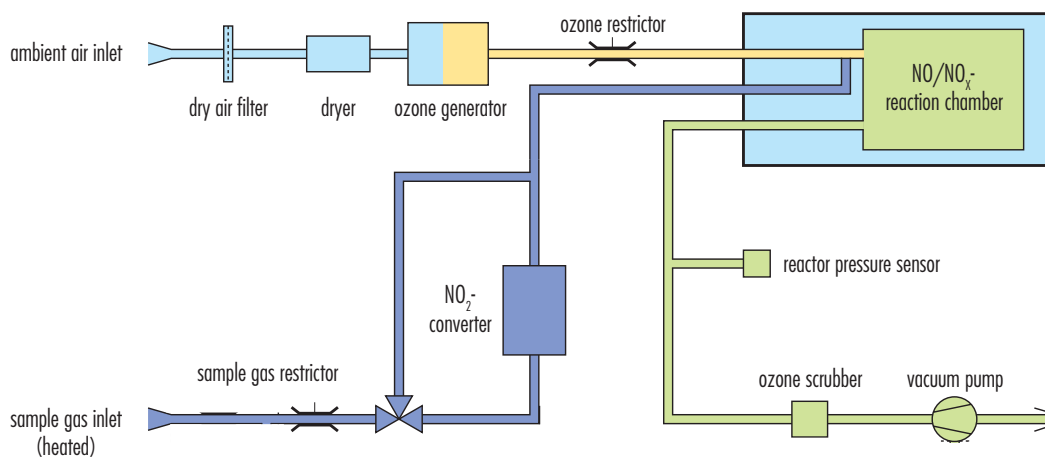 ambient air inlet
dry air filter
dryer
ozone generator
ozone restrictor
NO/NOₓ-
reaction chamber
reactor pressure sensor
NO₂-
converter
sample gas restrictor
sample gas inlet
(heated)
ozone scrubber
vacuum pump